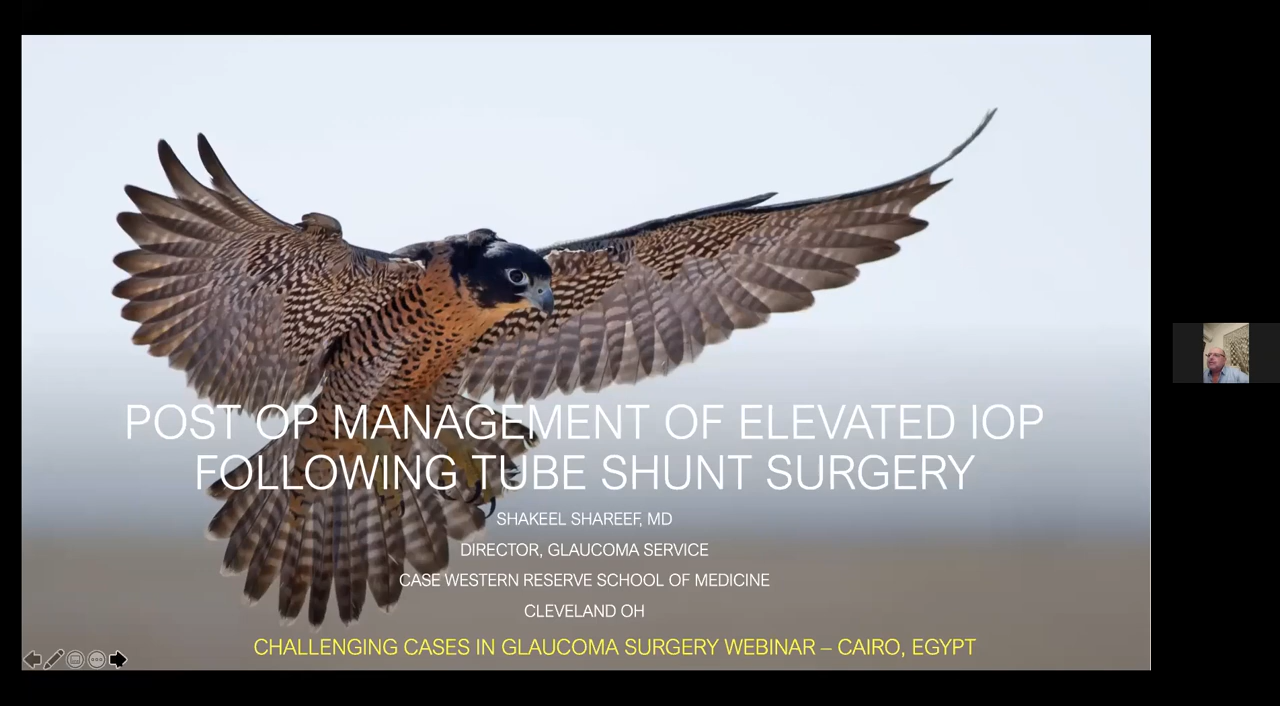 POST OP MANAGEMENT OF ELEVATED IOP
FOLLOWING TUBE SHUNT SURGERY
SHAKEEL SHAREEF, MD
DIRECTOR, GLAUCOMA SERVICE
CASE WESTERN RESERVE SCHOOL OF MEDICINE
CLEVELAND OH
CHALLENGING CASES IN GLAUCOMA SURGERY WEBINAR – CAIRO, EGYPT